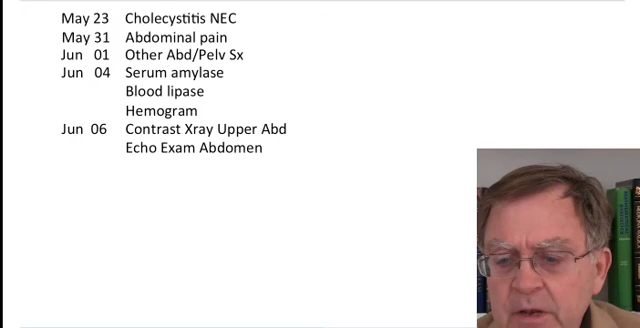 May 23 Cholecystitis NEC
May 31 Abdominal pain
Jun 01 Other Abd/Pelv Sx
Jun 04 Serum amylase
Blood lipase
Hemogram
Jun 06 Contrast Xray Upper Abd
Echo Exam Abdomen